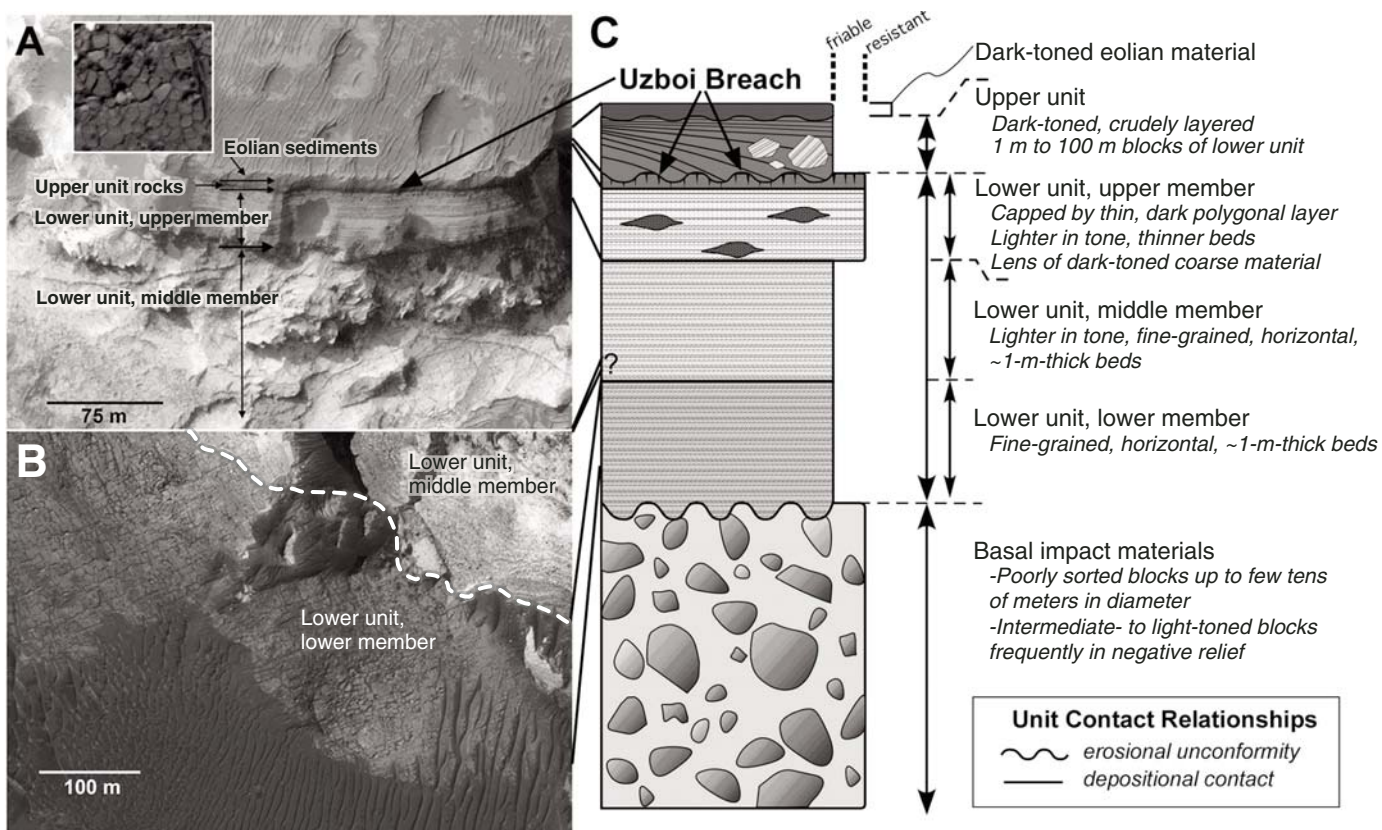 A
Eolian sediments
Upper unit rocks
Lower unit, upper member
Lower unit, middle member
75 m
B
Lower unit,
middle member
Lower unit,
lower member
100 m
C
friable
resistant
Uzboi Breach
?
Dark-toned eolian material
Upper unit
Dark-toned, crudely layered
1 m to 100 m blocks of lower unit
Lower unit, upper member
Capped by thin, dark polygonal layer
Lighter in tone, thinner beds
Lens of dark-toned coarse material
Lower unit, middle member
Lighter in tone, fine-grained, horizontal,
~1-m-thick beds
Lower unit, lower member
Fine-grained, horizontal, ~1-m-thick beds
Basal impact materials
-Poorly sorted blocks up to few tens
of meters in diameter
-Intermediate- to light-toned blocks
frequently in negative relief
Unit Contact Relationships
erosional unconformity
depositional contact